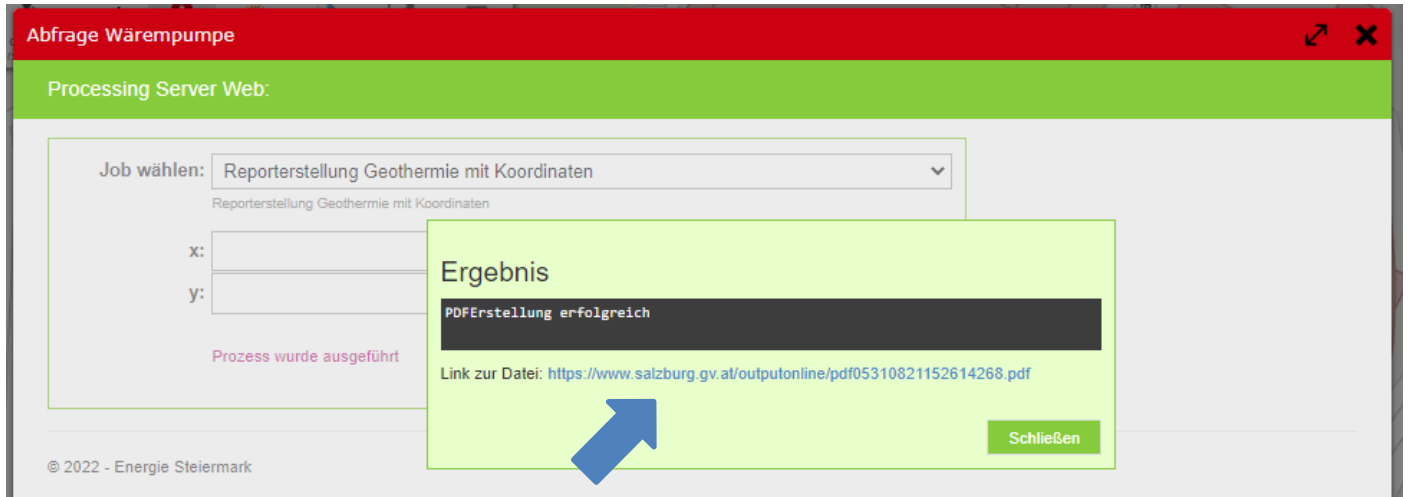 Abfrage Wärempumpe
Processing Server Web:
Job wählen: Reporterstellung Geothermie mit Koordinaten
Reporterstellung Geothermie mit Koordinaten
x:
y:
Prozess wurde ausgeführt
Ergebnis
PDFErstellung erfolgreich
Link zur Datei: https://www.salzburg.gv.at/outputonline/pdf05310821152614268.pdf
Schließen
© 2022 - Energie Steiermark